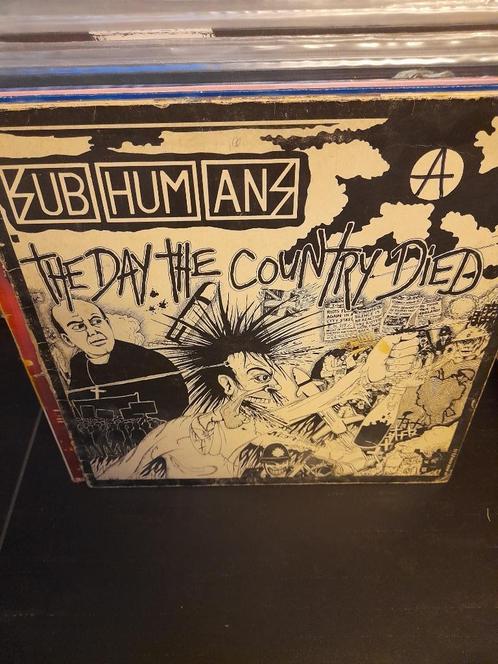 SUBHUMANS
A
THE DAY THE COUNTRY DIED